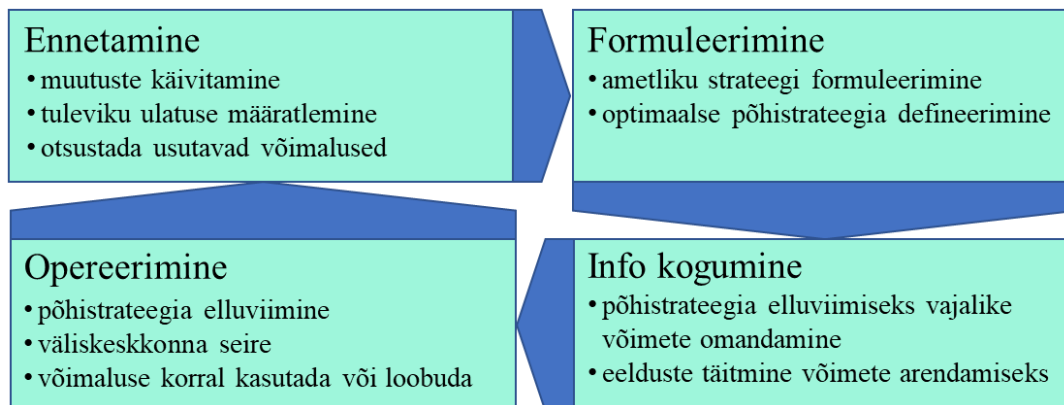 Ennetamine
• muutuste käivitamine
• tuleviku ulatuse määratlemine
• otsustada usutavad võimalused
Formuleerimine
• ametliku strateegi formuleerimine
• optimaalse põhistrateegia defineerimine
Opereerimine
• põhistrateegia elluviimine
• väliskeskkonna seire
• võimaluse korral kasutada või loobuda
Info kogumine
• põhistrateegia elluviimiseks vajalike
võimete omandamine
• eelduste täitmine võimete arendamiseks